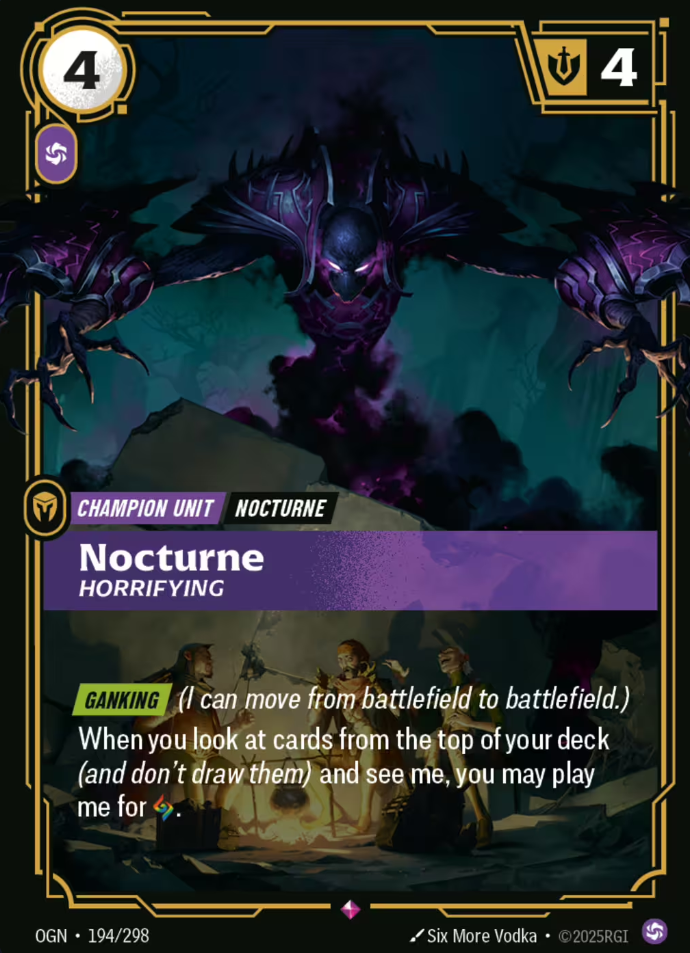 4
4
CHAMPION UNIT NOCTURNE
Nocturne
HORRIFYING
GANKING (I can move from battlefield to battlefield.)
When you look at cards from the top of your deck
(and don't draw them) and see me, you may play
me for .
OGN • 194/298 Six More Vodka • ©2025RGI